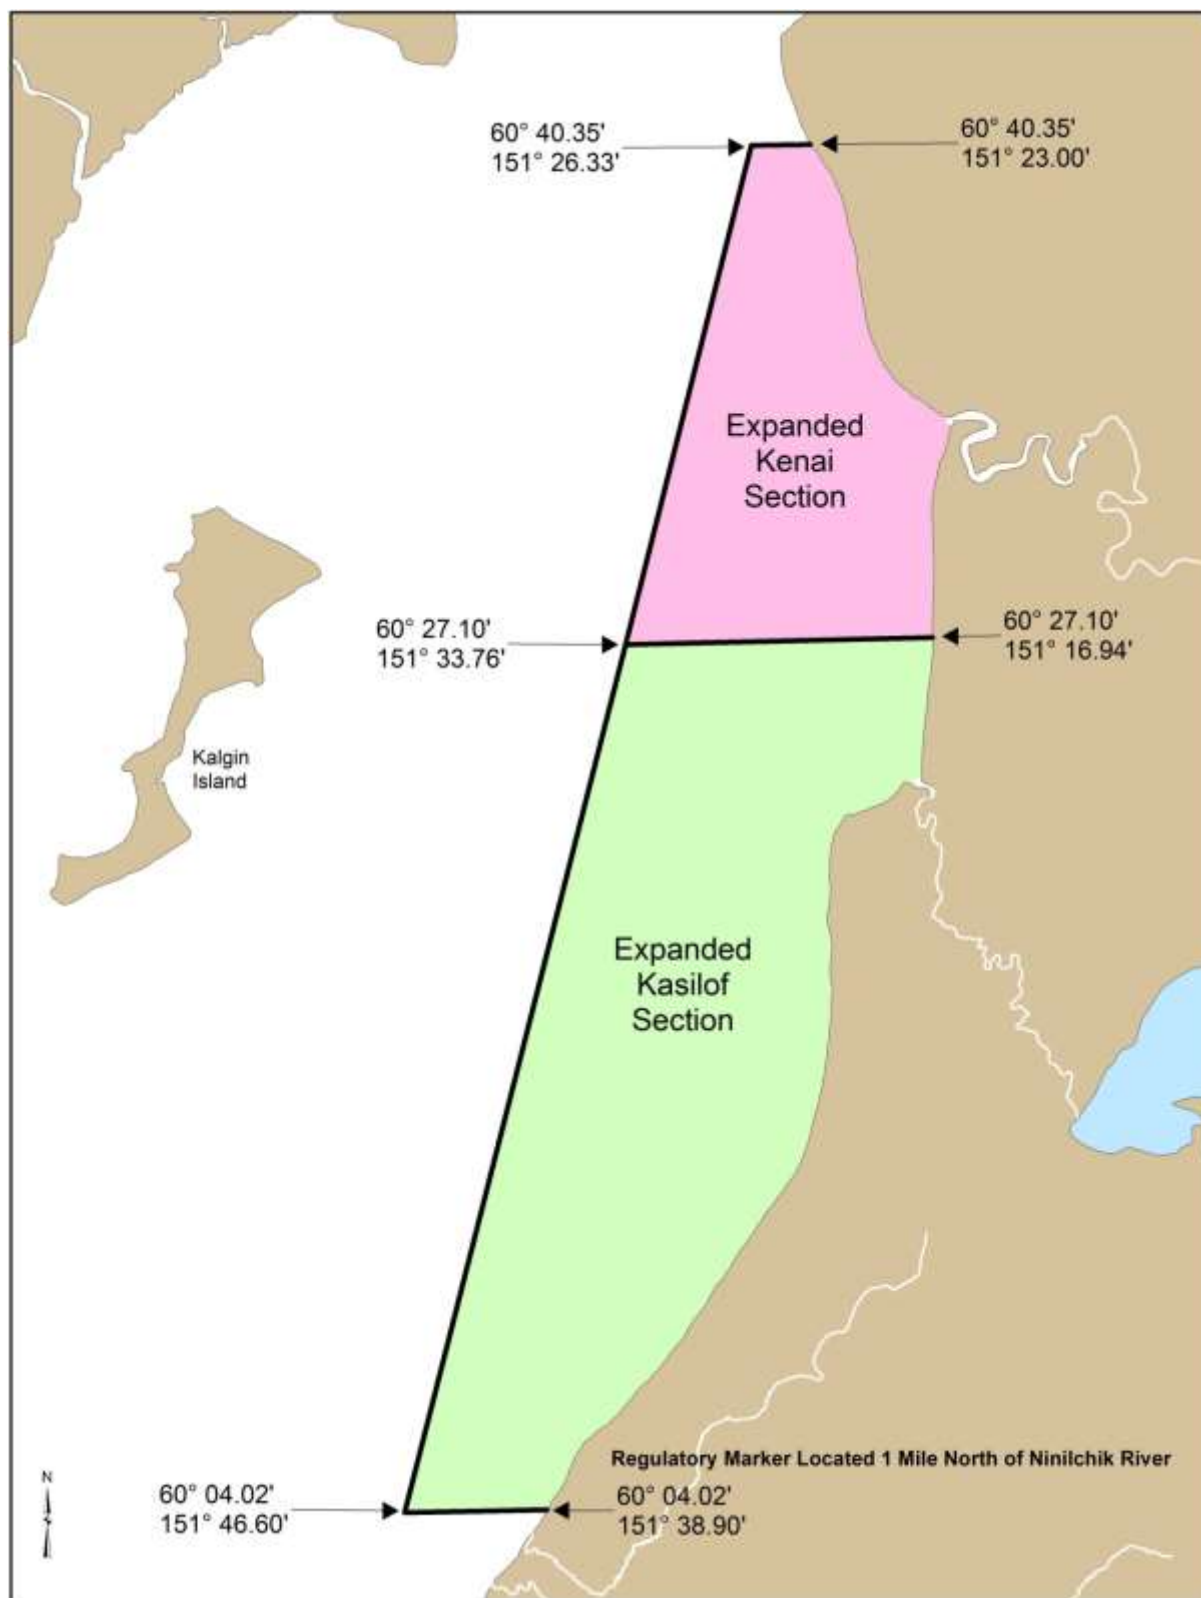 60° 40.35'
151° 26.33'
60° 40.35'
151° 23.00'
Expanded
Kenai
Section
60° 27.10'
151° 33.76'
60° 27.10'
151° 16.94'
Kalgin
Island
Expanded
Kasilof
Section
Regulatory Marker Located 1 Mile North of Ninilchik River
N
60° 04.02'
151° 46.60'
60° 04.02'
151° 38.90'